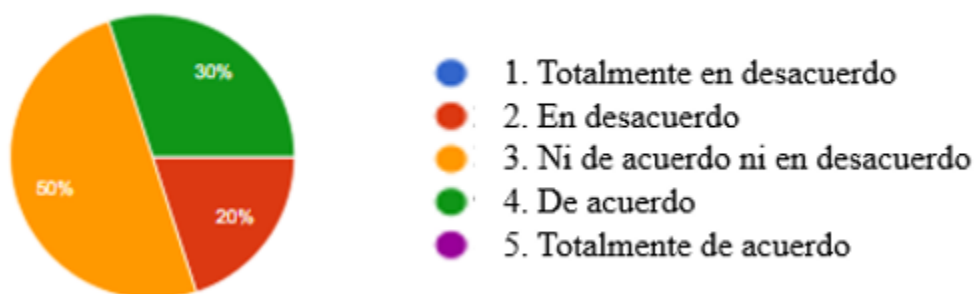 30%
50%
20%
1. Totalmente en desacuerdo
2. En desacuerdo
3. Ni de acuerdo ni en desacuerdo
4. De acuerdo
5. Totalmente de acuerdo